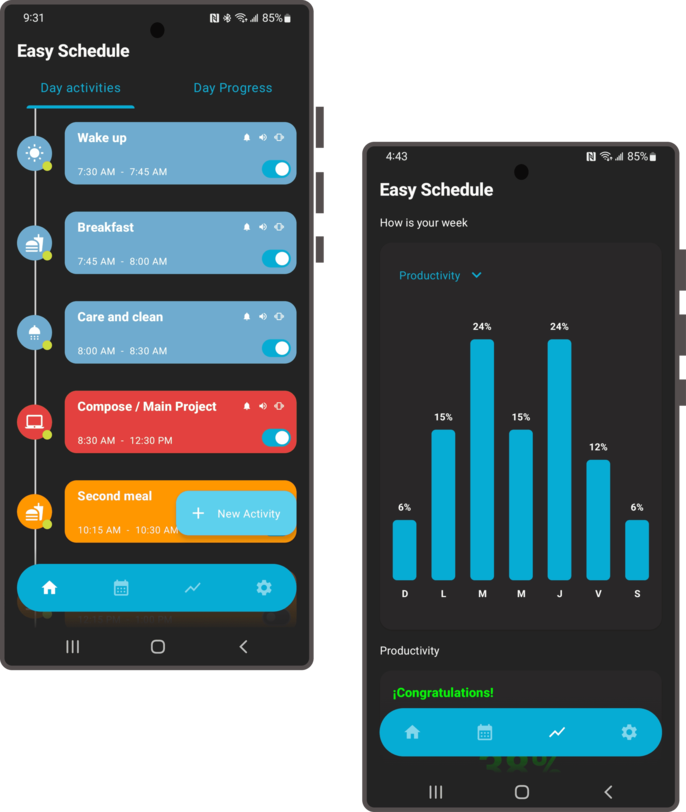 9:31
85%
Easy Schedule
Day activities
Day Progress
Wake up
7:30 AM - 7:45 AM
Breakfast
7:45 AM - 8:00 AM
Care and clean
8:00 AM - 8:30 AM
Compose / Main Project
8:30 AM - 12:30 PM
Second meal
10:15 AM - 10:30 AM
+ New Activity
4:43
85%
Easy Schedule
How is your week
Productivity
24%
24%
15%
15%
12%
6%
6%
D L M M J V S
Productivity
¡Congratulations!
38%